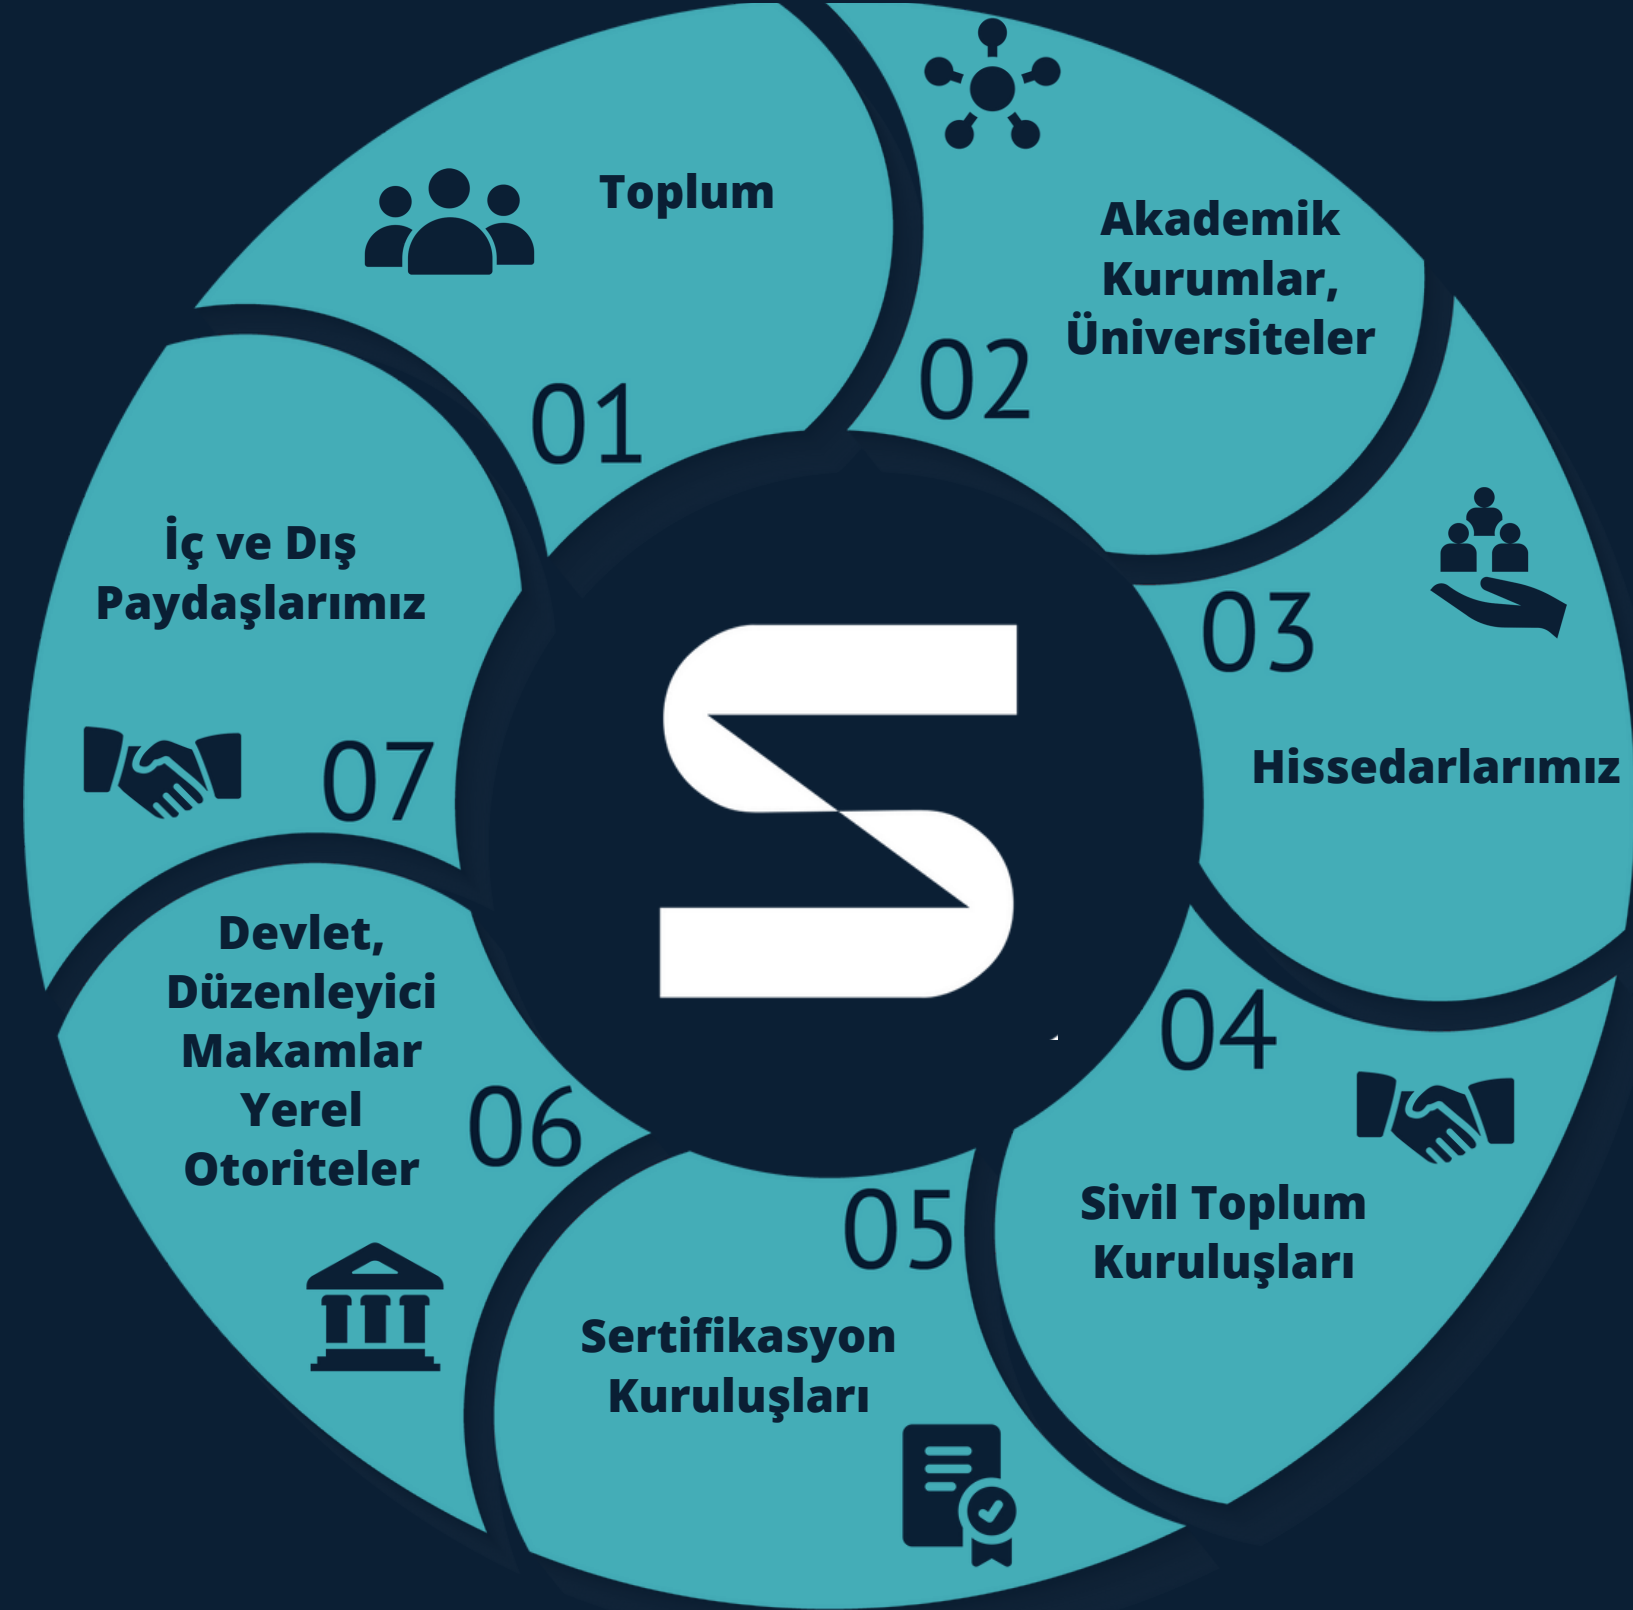 01
Toplum
02
Akademik
Kurumlar,
Üniversiteler
03
Hissedarlarımız
04
Sivil Toplum
Kuruluşları
05
Sertifikasyon
Kuruluşları
06
Devlet,
Düzenleyici
Makamlar
Yerel
Otoriteler
07
İç ve Dış
Paydaşlarımız